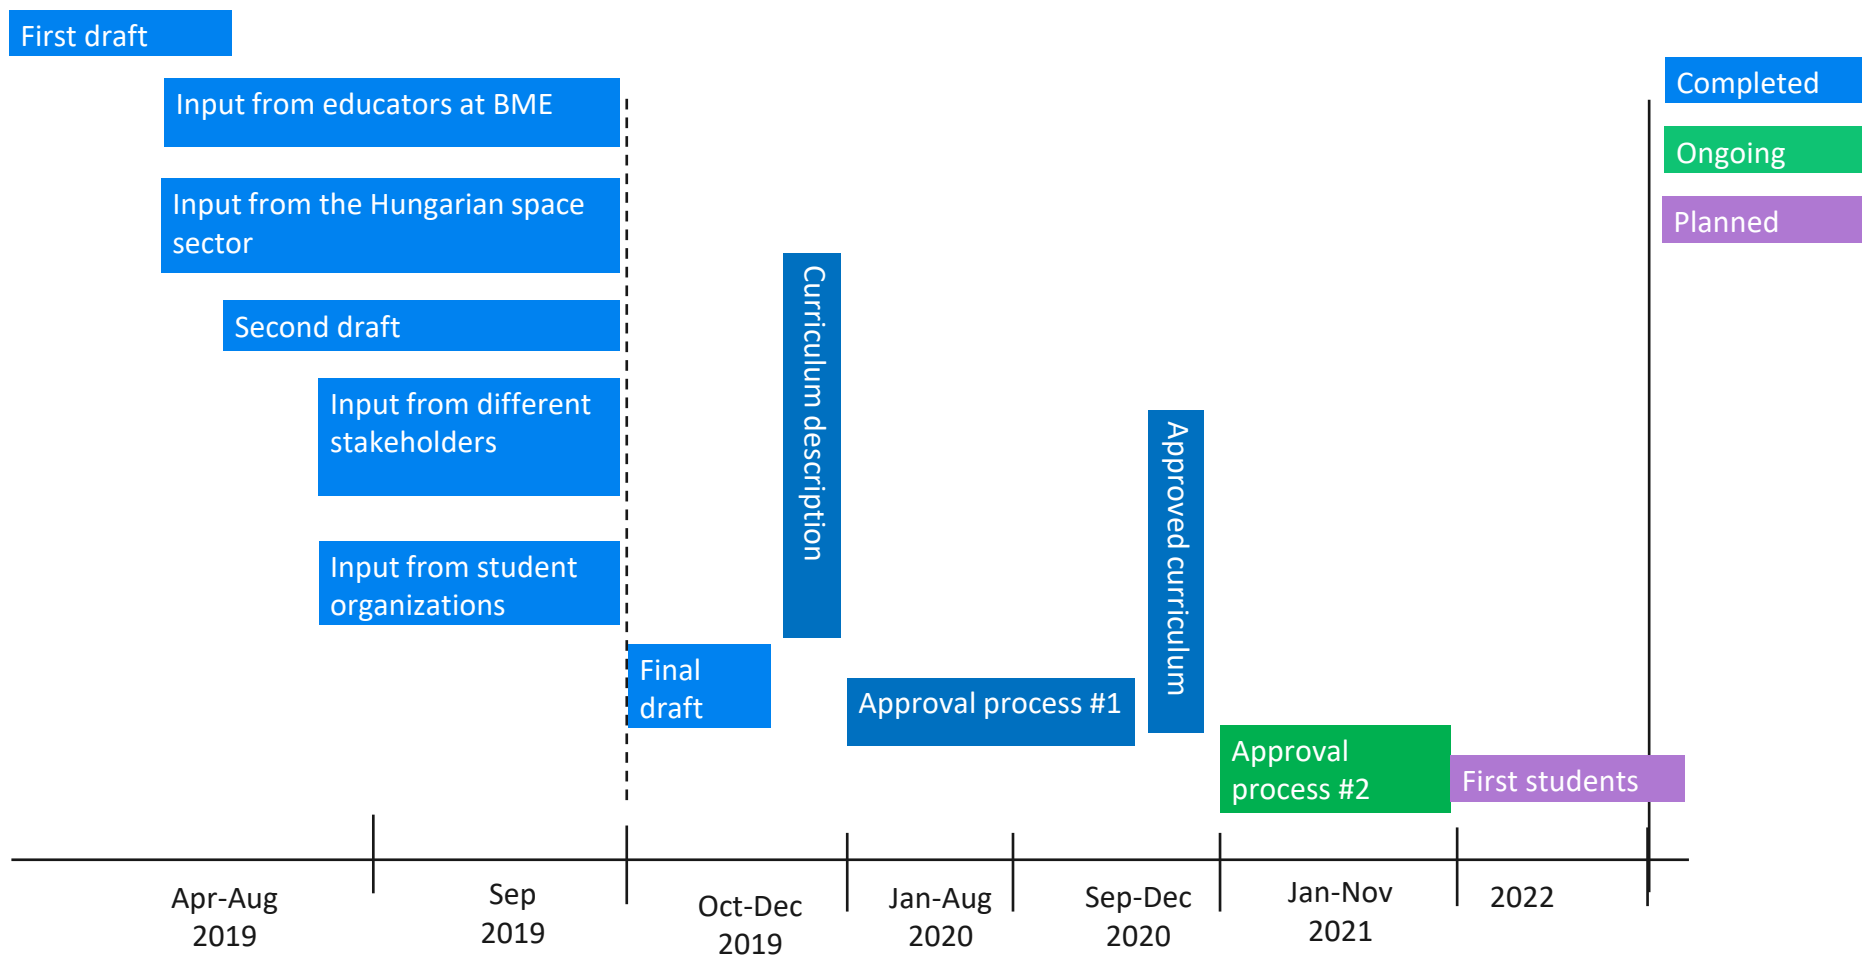 First draft
Input from educators at BME
Input from the Hungarian space
sector
Second draft
Input from different
stakeholders
Input from student
organizations
Final
draft
Curriculum description
Approval process #1
Approved curriculum
Approval
process #2
First students
Completed
Ongoing
Planned
Apr-Aug
2019
Sep
2019
Oct-Dec
2019
Jan-Aug
2020
Sep-Dec
2020
Jan-Nov
2021
2022